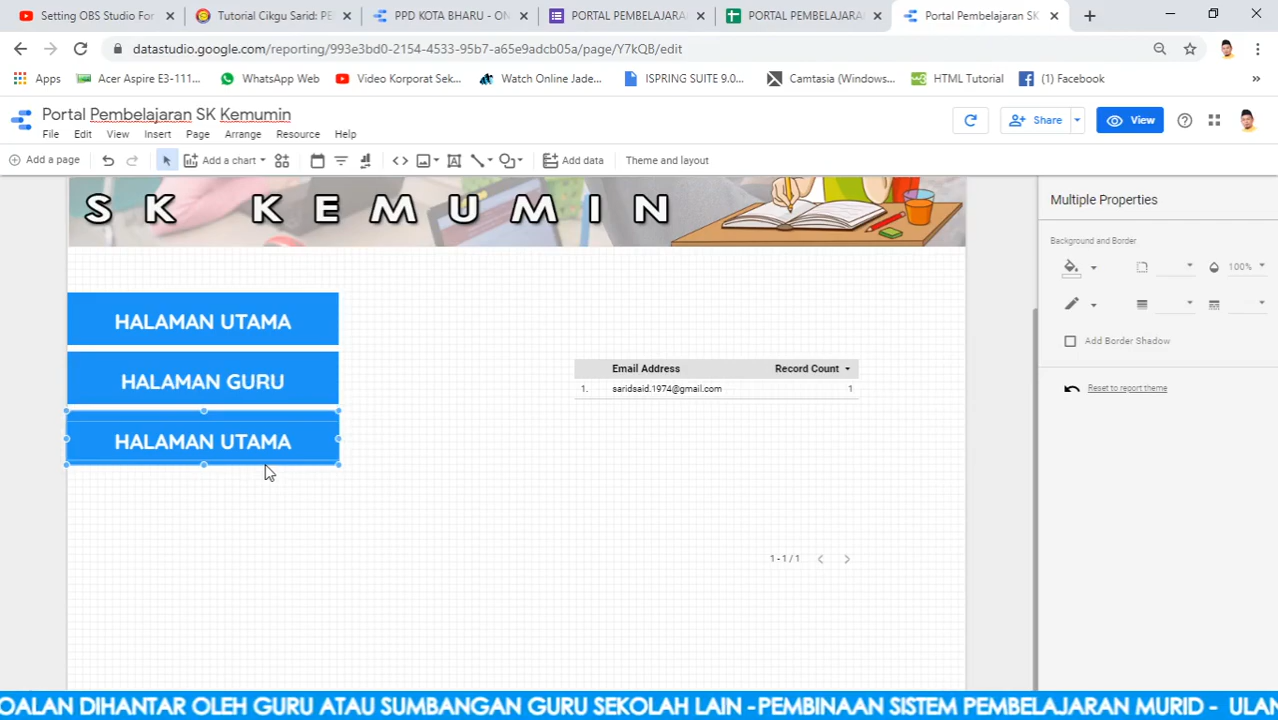 Setting OBS Studio For
Tutorial Cikgu Sarid: PE
PPD KOTA BHARU - ON
PORTAL PEMBELAJARA
PORTAL PEMBELAJARA
Portal Pembelajaran SK
datastudio.google.com/reporting/993e3bd0-2154-4533-95b7-a65e9adcb05a/page/Y7kQB/edit
Apps
Acer Aspire E3-111...
WhatsApp Web
Video Korporat Sek...
Watch Online Jade...
ISPRING SUITE 9.0...
Camtasia (Windows...
HTML Tutorial
(1) Facebook
»
Portal Pembelajaran SK Kemumin
File Edit View Insert Page Arrange Resource Help
Share
View
Add a page
Add a chart
Add data
Theme and layout
SK KEMUMIN
Multiple Properties
Background and Border
100%
Add Border Shadow
Reset to report theme
HALAMAN UTAMA
HALAMAN GURU
HALAMAN UTAMA
Email Address Record Count
1. saridsaid.1974@gmail.com 1
1 - 1 / 1
OALAN DIHANTAR OLEH GURU ATAU SUMBANGAN GURU SEKOLAH LAIN -PEMBINAAN SISTEM PEMBELAJARAN MURID - ULAN